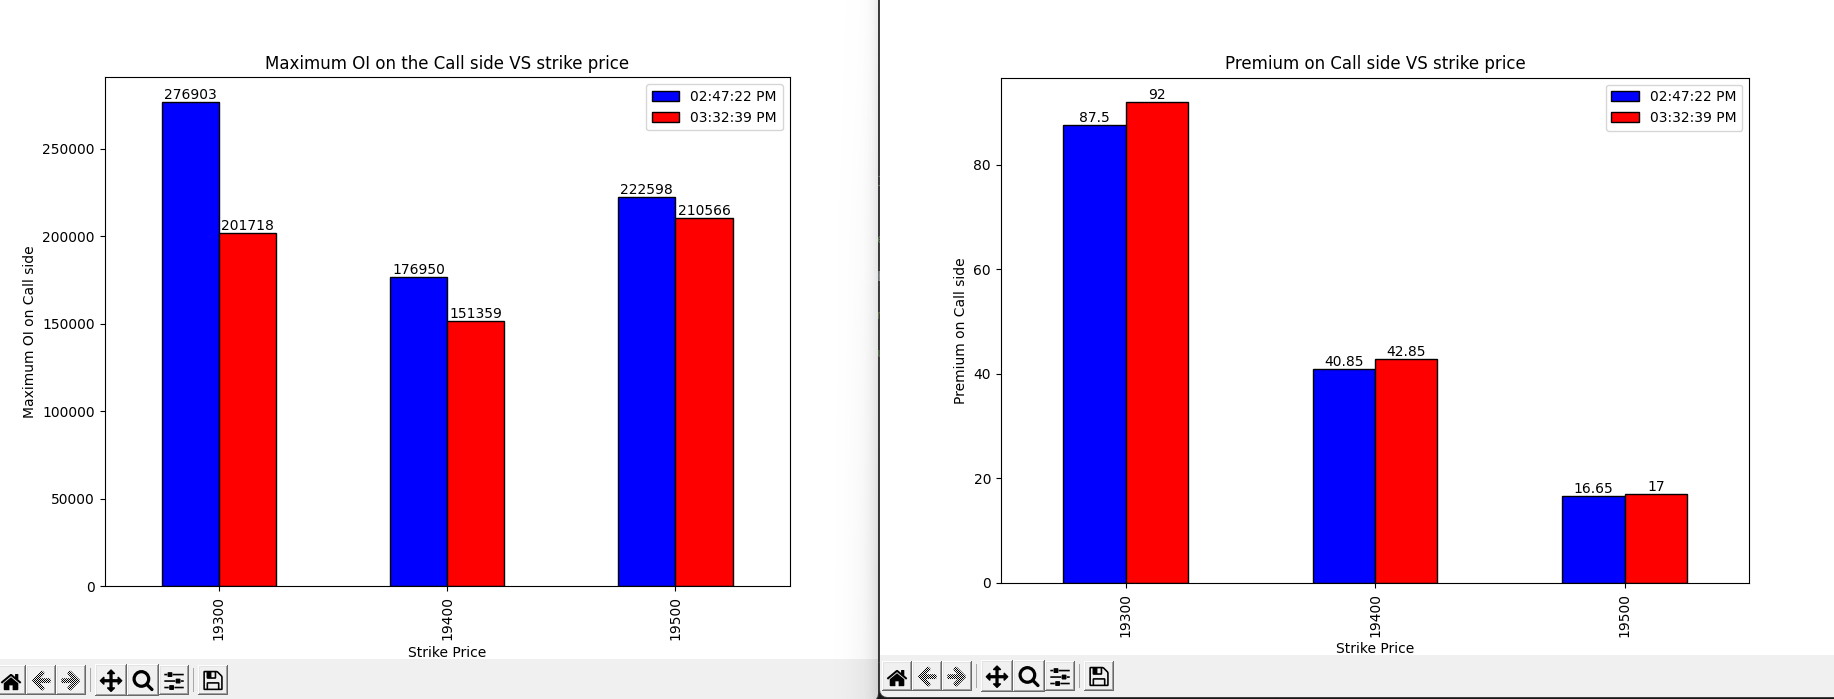 Maximum OI on the Call side VS strike price
276903
02:47:22 PM
03:32:39 PM
250000
222598
210566
201718
200000
176950
151359
150000
100000
50000
0
Maximum OI on Call side
19300
19400
19500
Strike Price
Premium on Call side VS strike price
92
87.5
02:47:22 PM
03:32:39 PM
80
60
42.85
40.85
40
20
16.65
17
0
Premium on Call side
19300
19400
19500
Strike Price